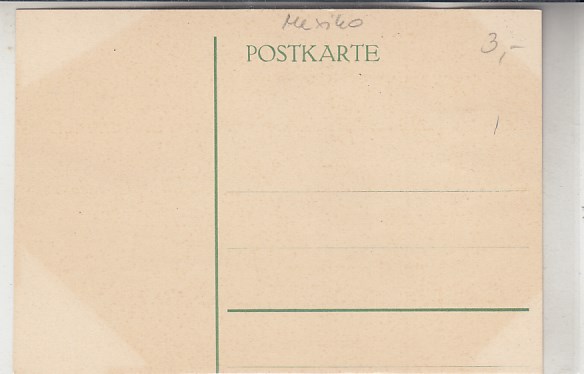 Mexiko
POSTKARTE
3,-